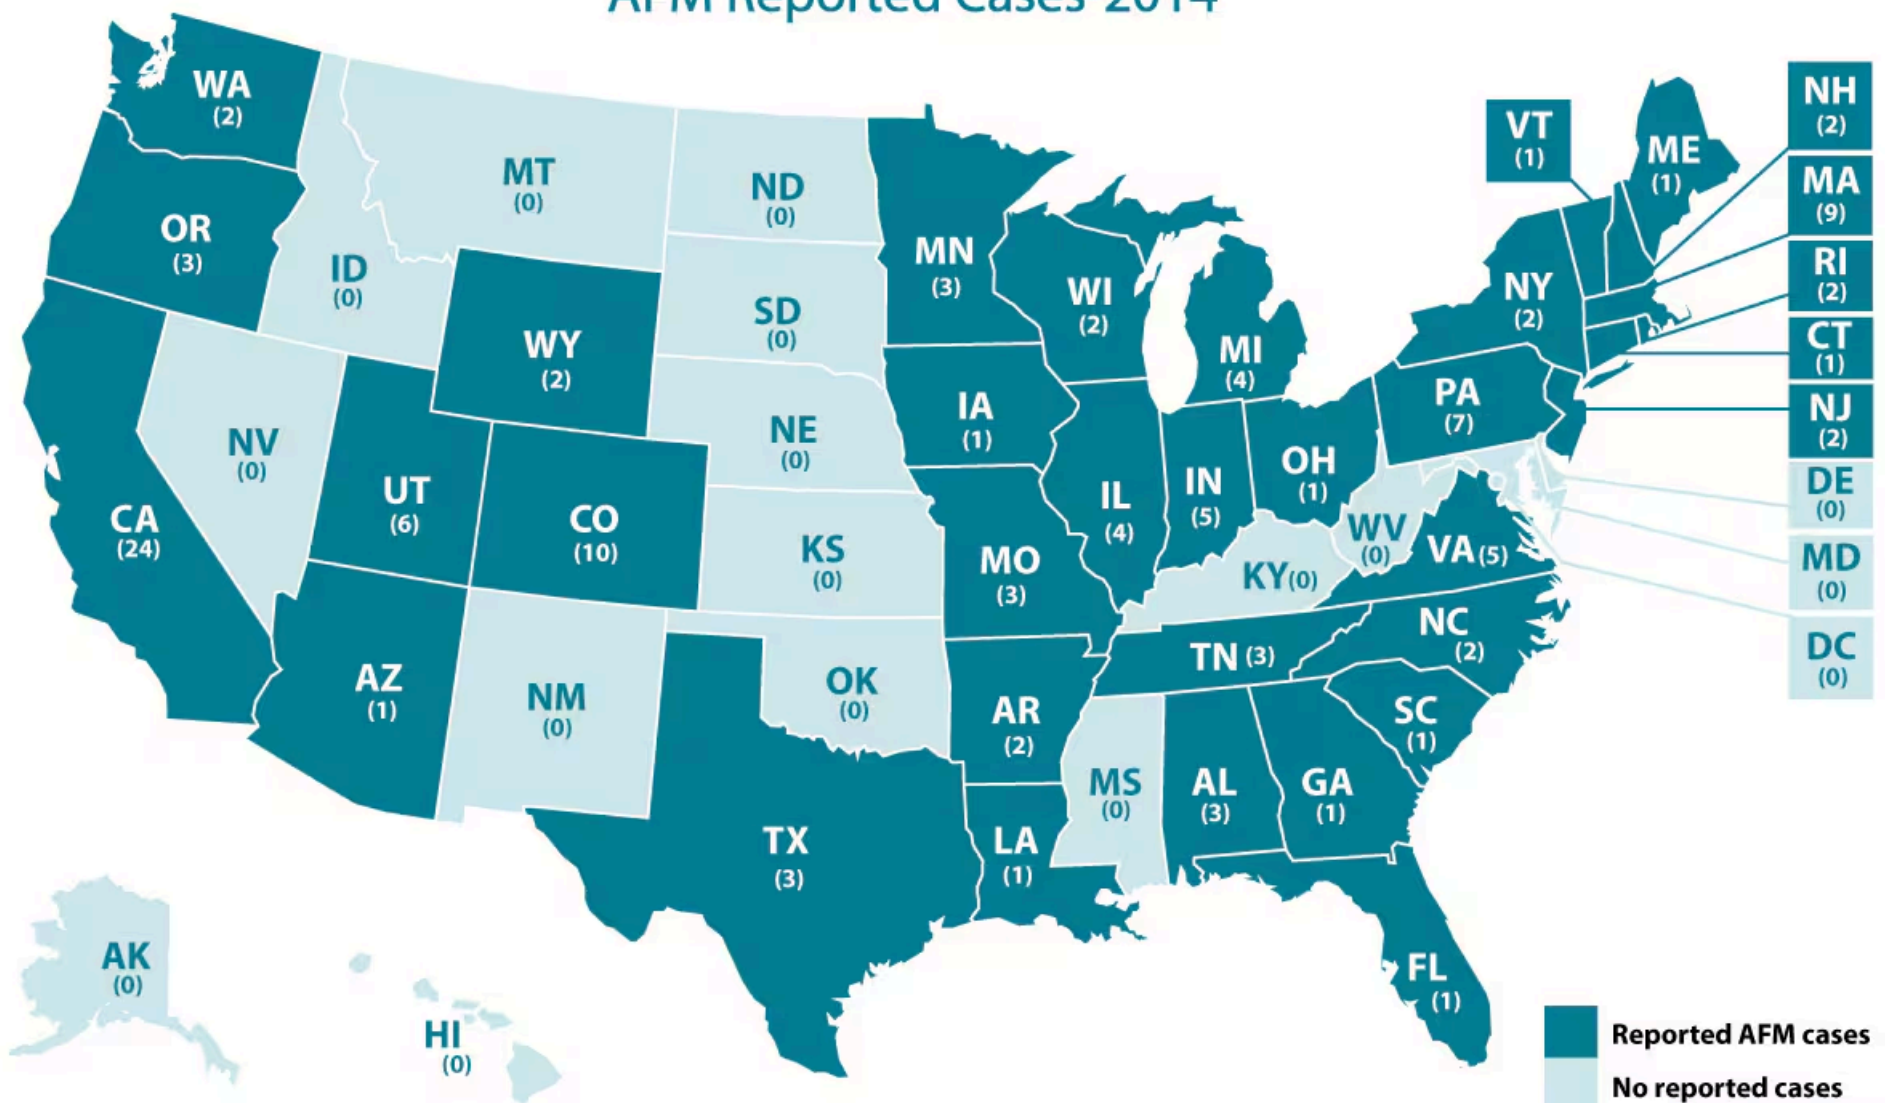 AFM Reported Cases 2014
WA
(2)
OR
(3)
CA
(24)
ID
(0)
NV
(0)
MT
(0)
WY
(2)
UT
(6)
CO
(10)
AZ
(1)
NM
(0)
ND
(0)
SD
(0)
NE
(0)
KS
(0)
OK
(0)
TX
(3)
MN
(3)
IA
(1)
MO
(3)
AR
(2)
LA
(1)
WI
(2)
IL
(4)
MI
(4)
IN
(5)
OH
(1)
KY(0)
TN (3)
MS
(0)
AL
(3)
GA
(1)
FL
(1)
SC
(1)
NC
(2)
VA(5)
WV
(0)
PA
(7)
NY
(2)
VT
(1)
ME
(1)
NH
(2)
MA
(9)
RI
(2)
CT
(1)
NJ
(2)
DE
(0)
MD
(0)
DC
(0)
AK
(0)
HI
(0)
Reported AFM cases
No reported cases